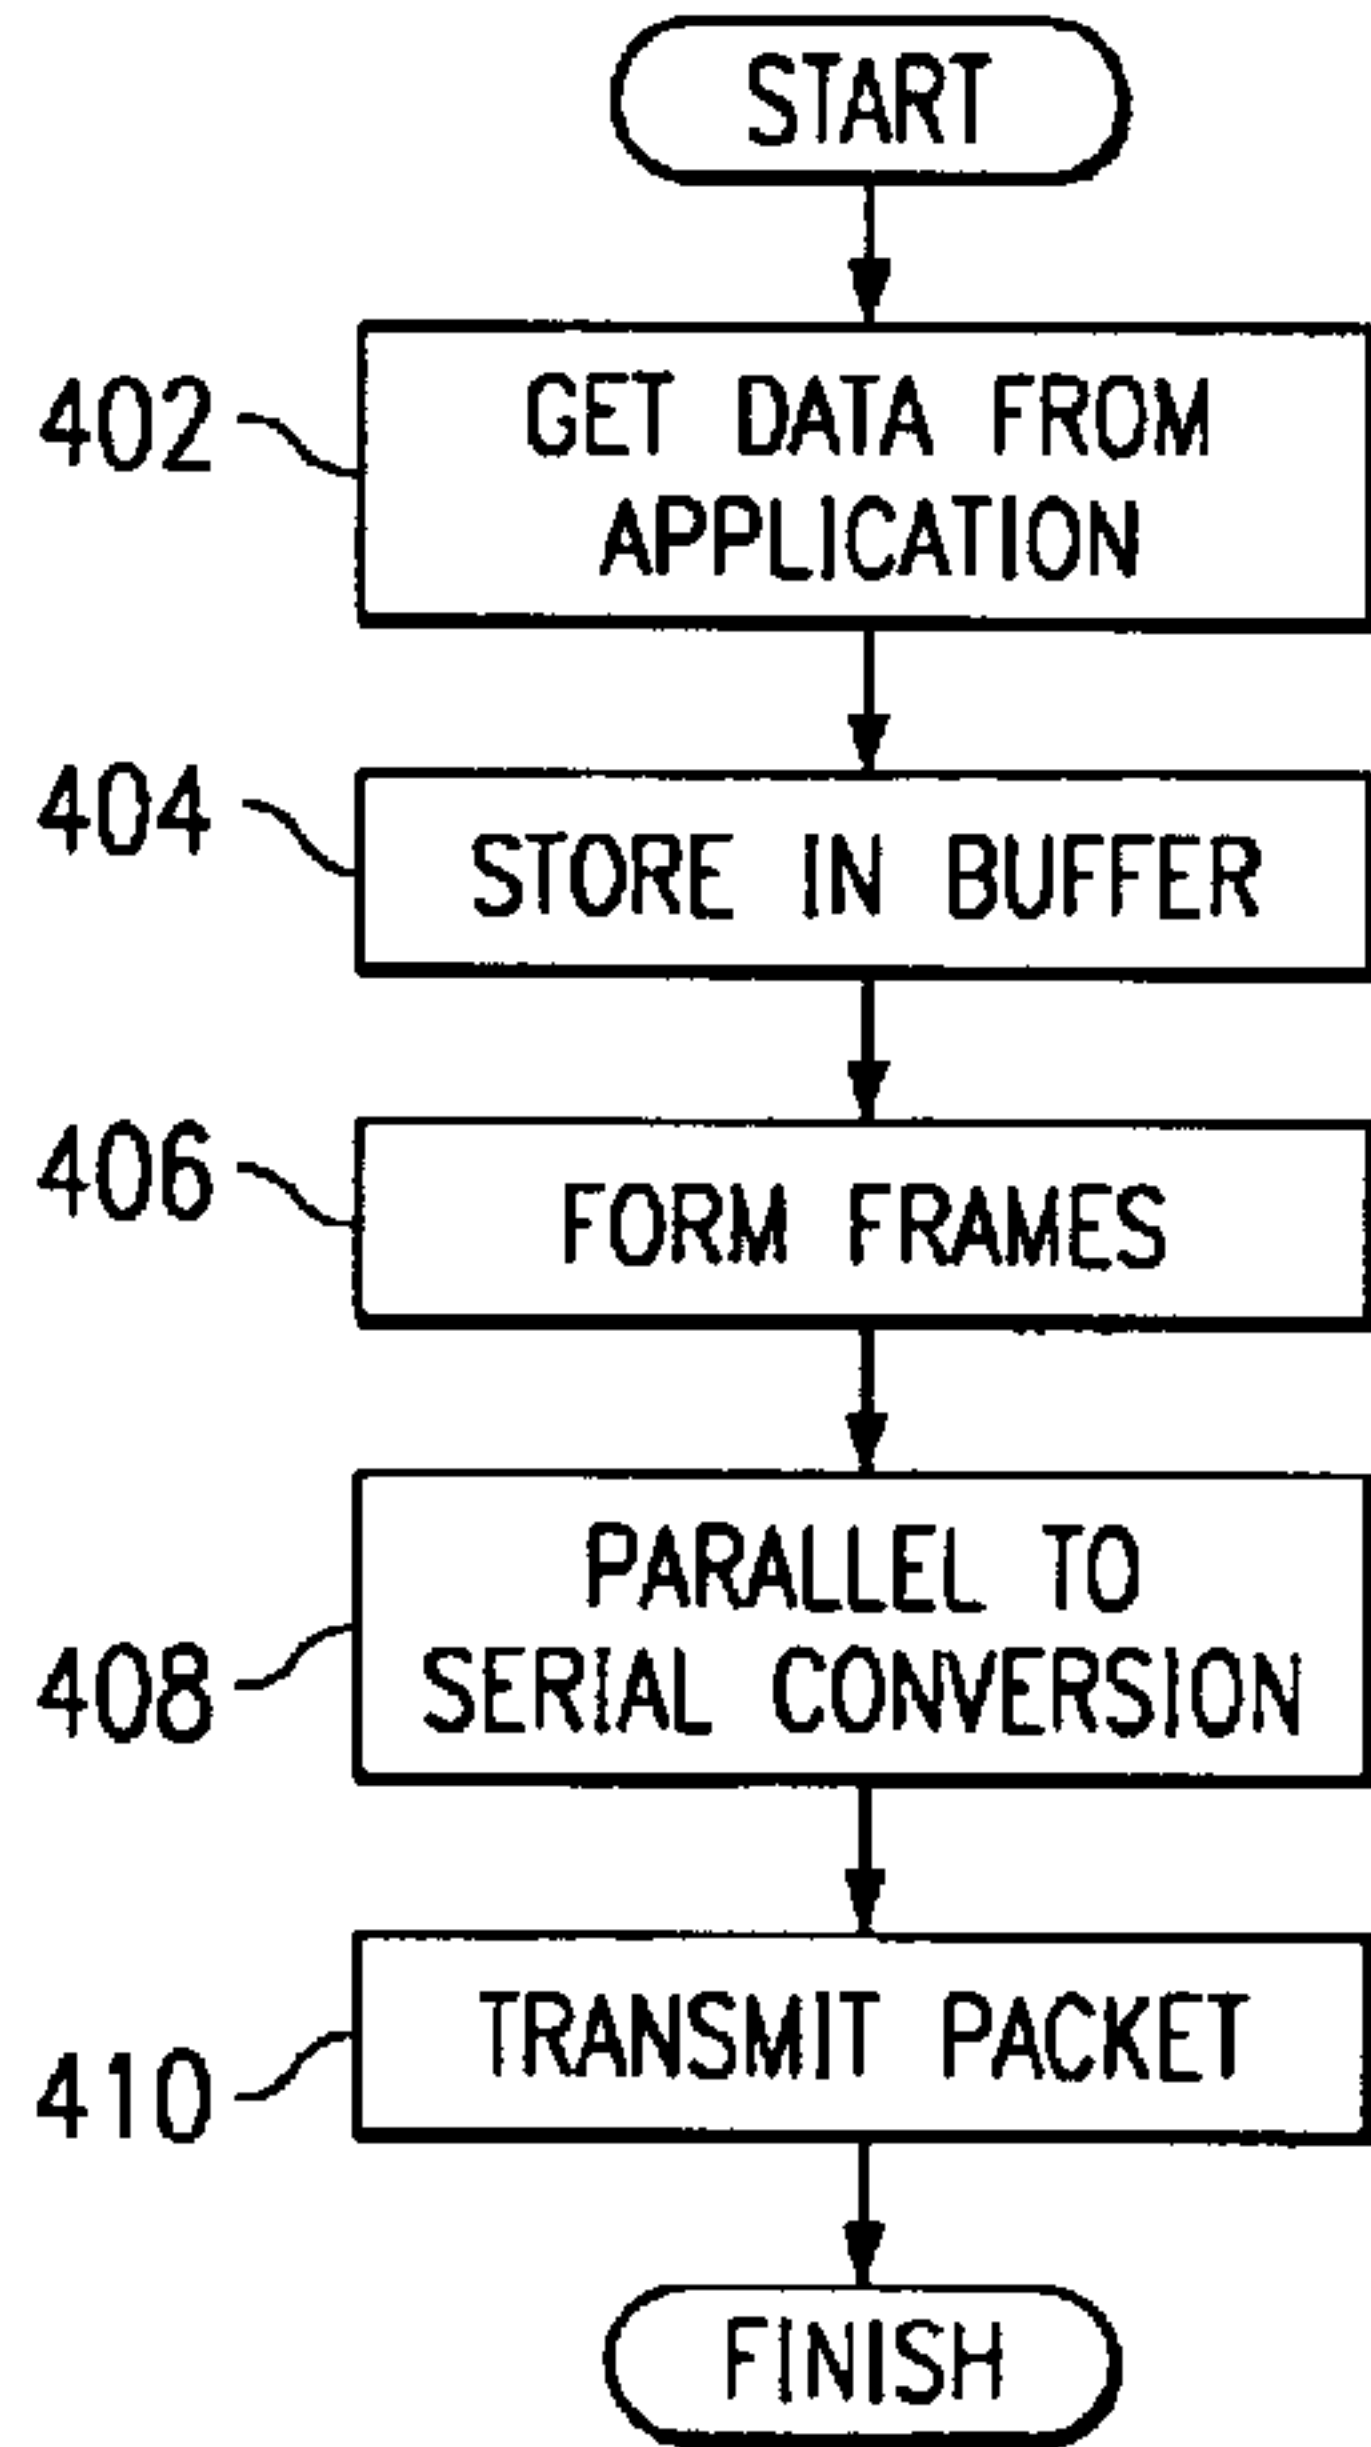 START
402
GET DATA FROM
APPLICATION
404
STORE IN BUFFER
406
FORM FRAMES
PARALLEL TO
408
SERIAL CONVERSION
TRANSMIT PACKET
410
FINISH